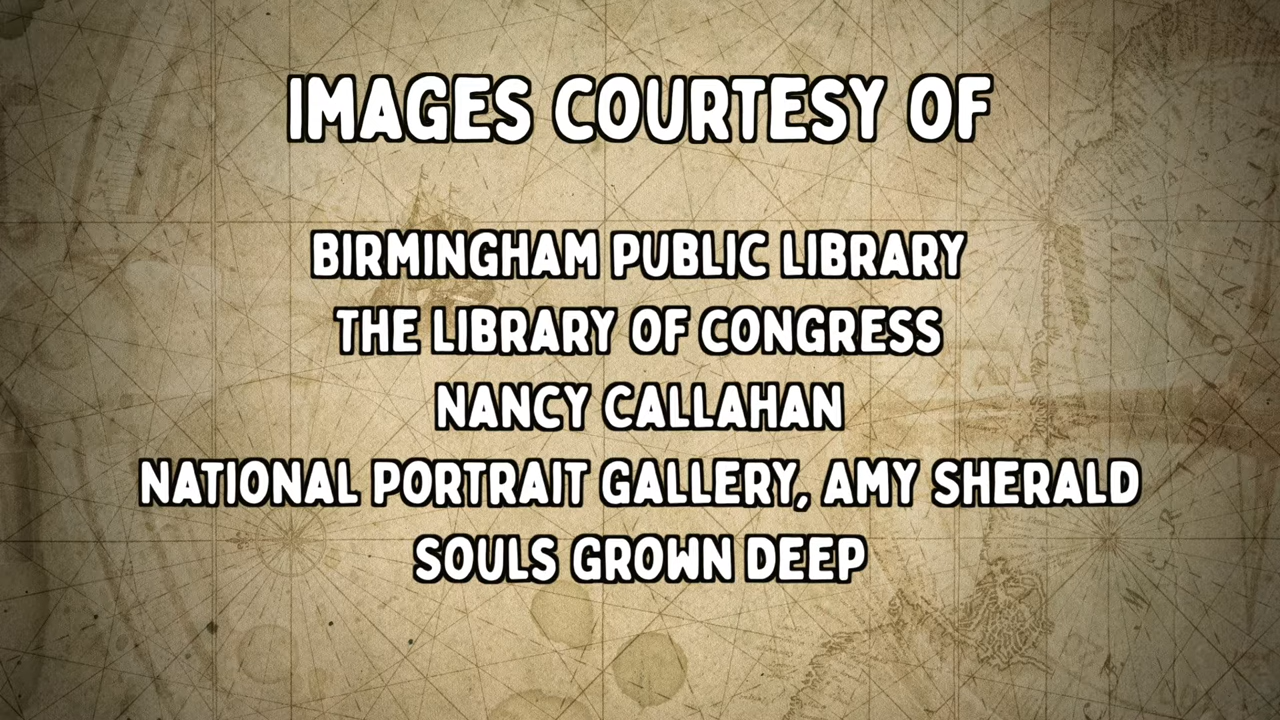 IMAGES COURTESY OF
BIRMINGHAM PUBLIC LIBRARY
THE LIBRARY OF CONGRESS
NANCY CALLAHAN
NATIONAL PORTRAIT GALLERY, AMY SHERALD
SOULS GROWN DEEP